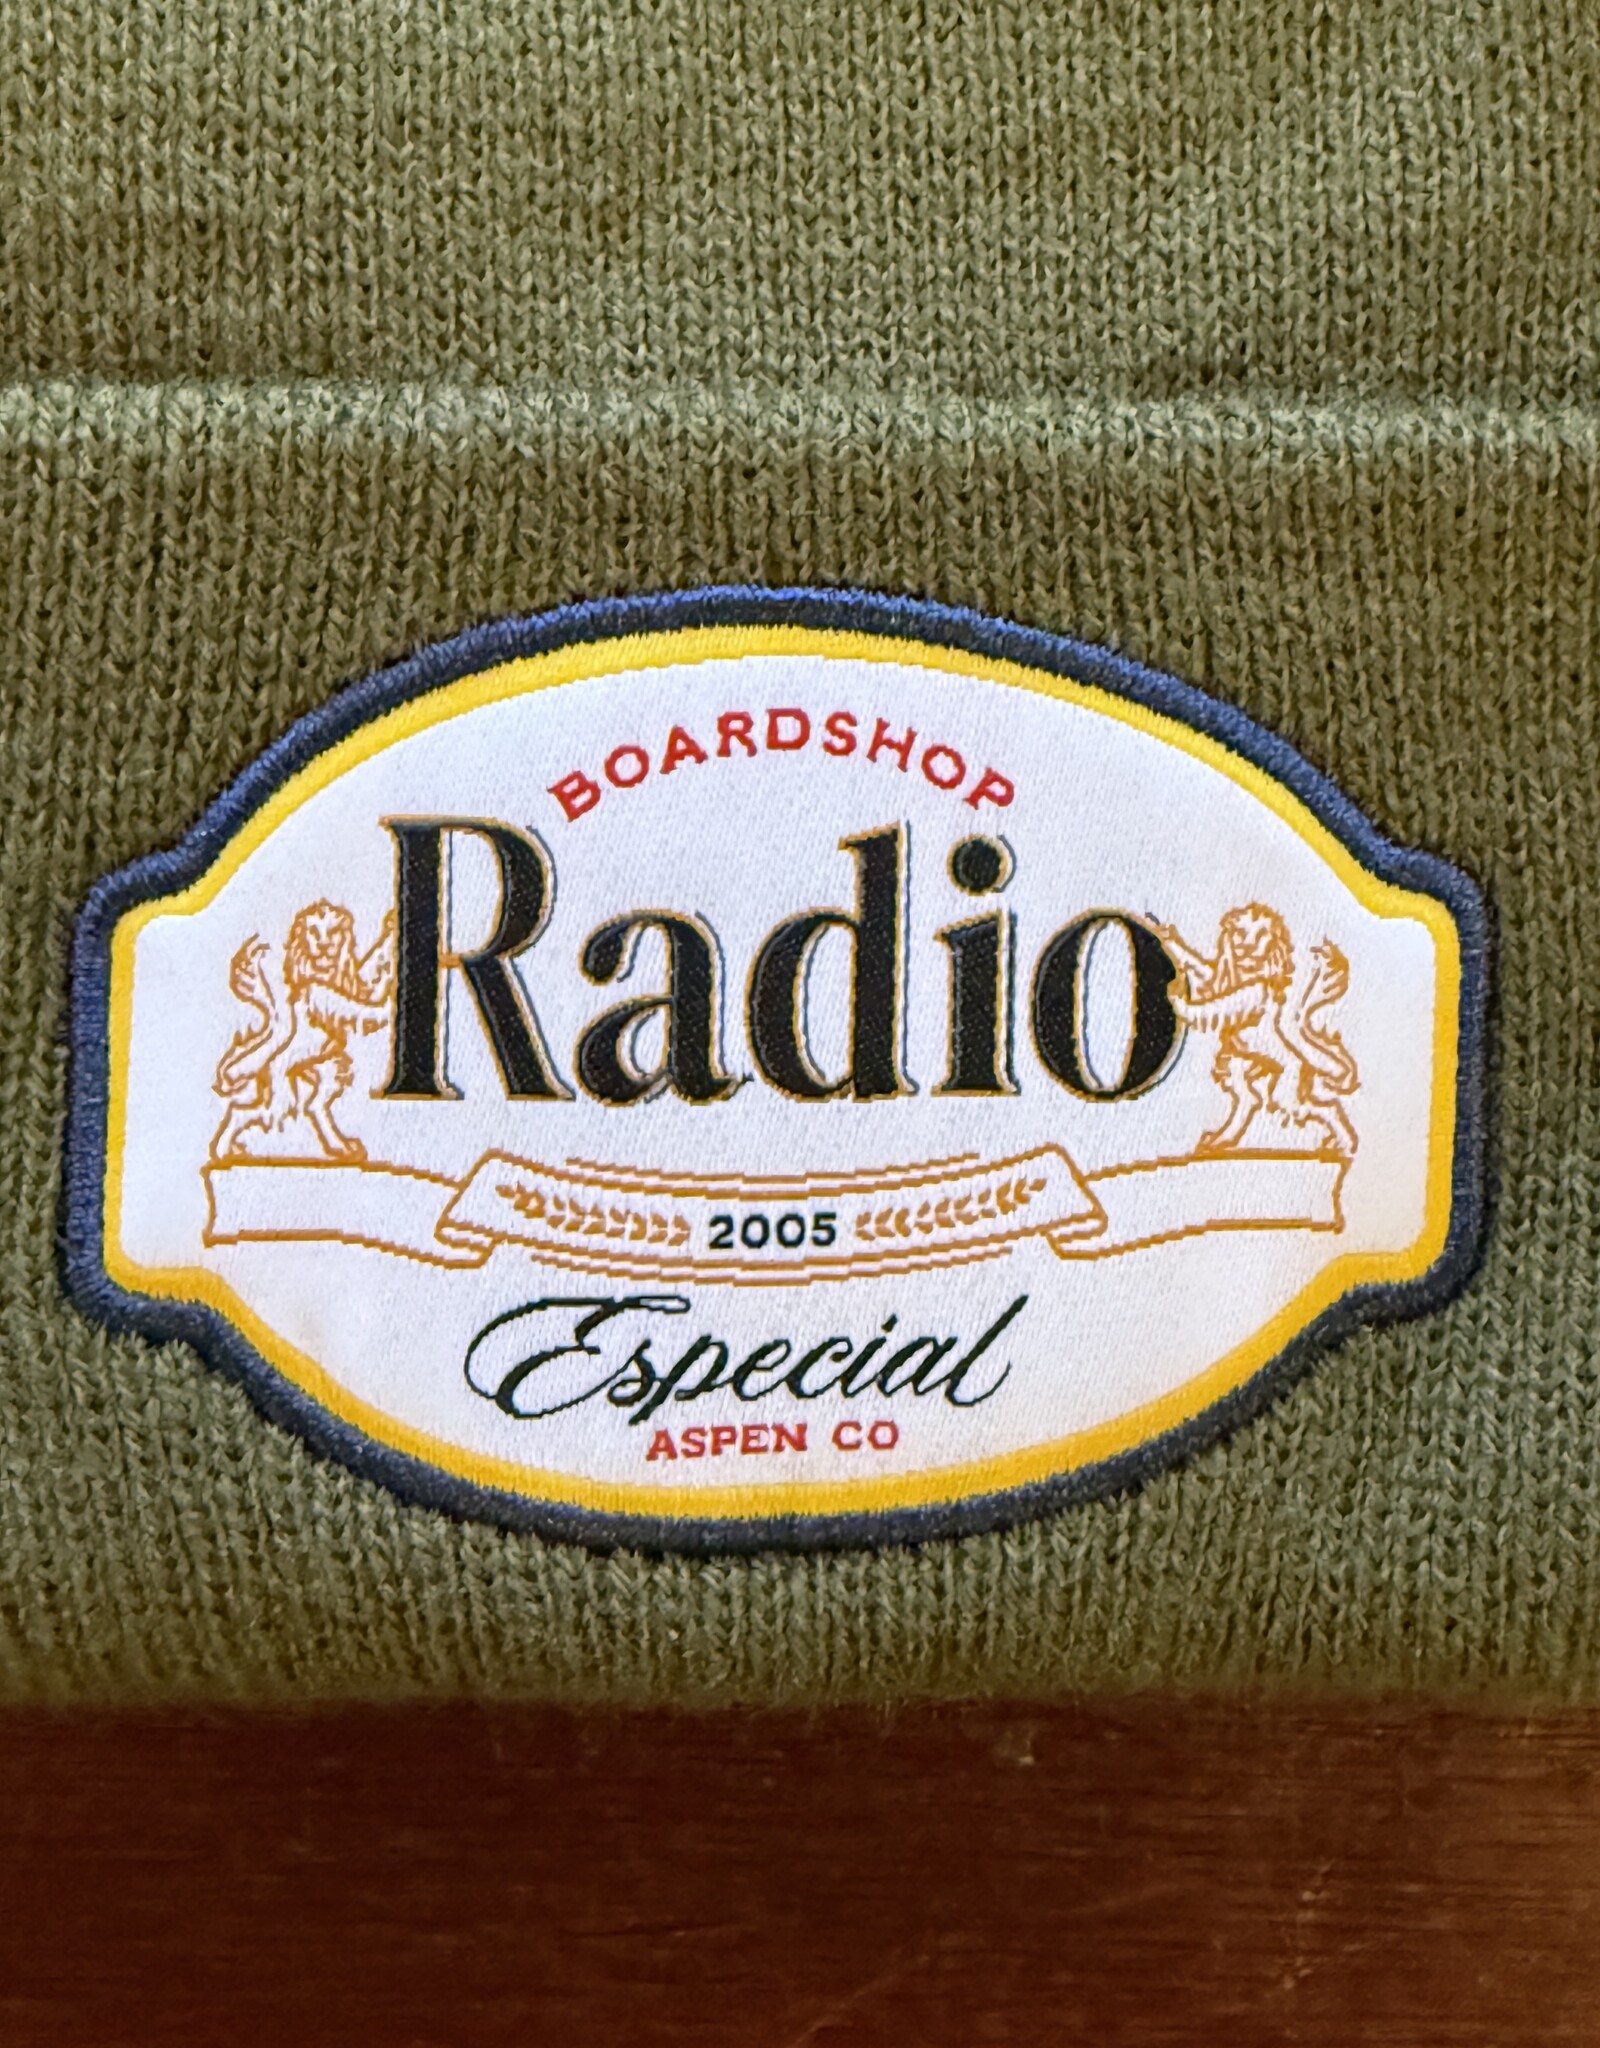 BOARDSHOP
Radio
2005
Especial
ASPEN CO